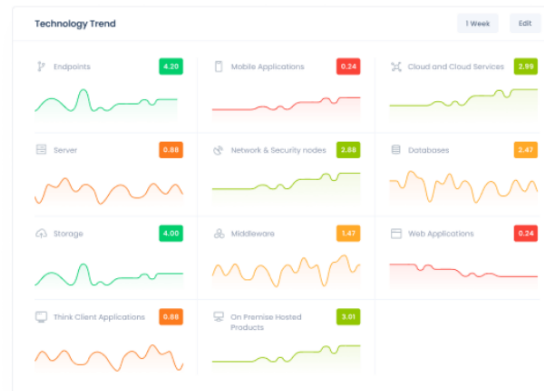 Technology Trend
1 Week
Edit
Endpoints
4.20
Mobile Applications
0.24
Cloud and Cloud Services
2.99
Server
0.86
Network & Security nodes
2.86
Databases
2.47
Storage
4.00
Middleware
1.47
Web Applications
0.24
Think Client Applications
0.86
On Premise Hosted
Products
3.01